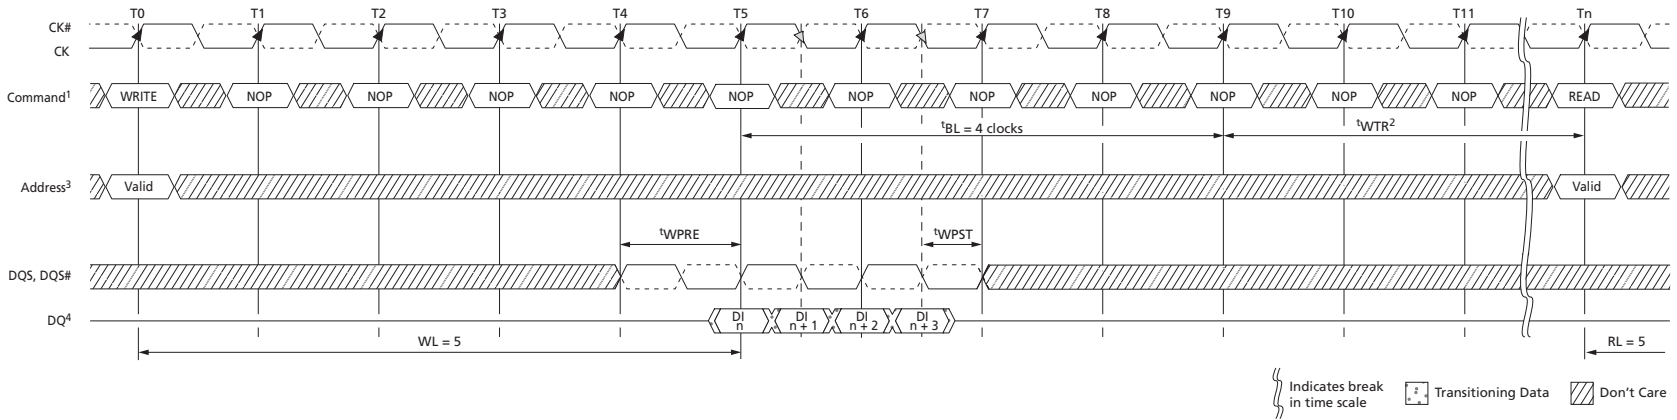 T0 T1 T2 T3 T4 T5 T6 T7 T8 T9 T10 T11 Tn
CK#
CK
Command¹ WRITE NOP NOP NOP NOP NOP NOP NOP NOP NOP NOP NOP READ
ᵗBL = 4 clocks ᵗWTR²
Address³ Valid Valid
ᵗWPRE ᵗWPST
DQS, DQS#
DQ⁴ DI n DI n + 1 DI n + 2 DI n + 3
WL = 5 RL = 5
Indicates break
in time scale
Transitioning Data
Don't Care